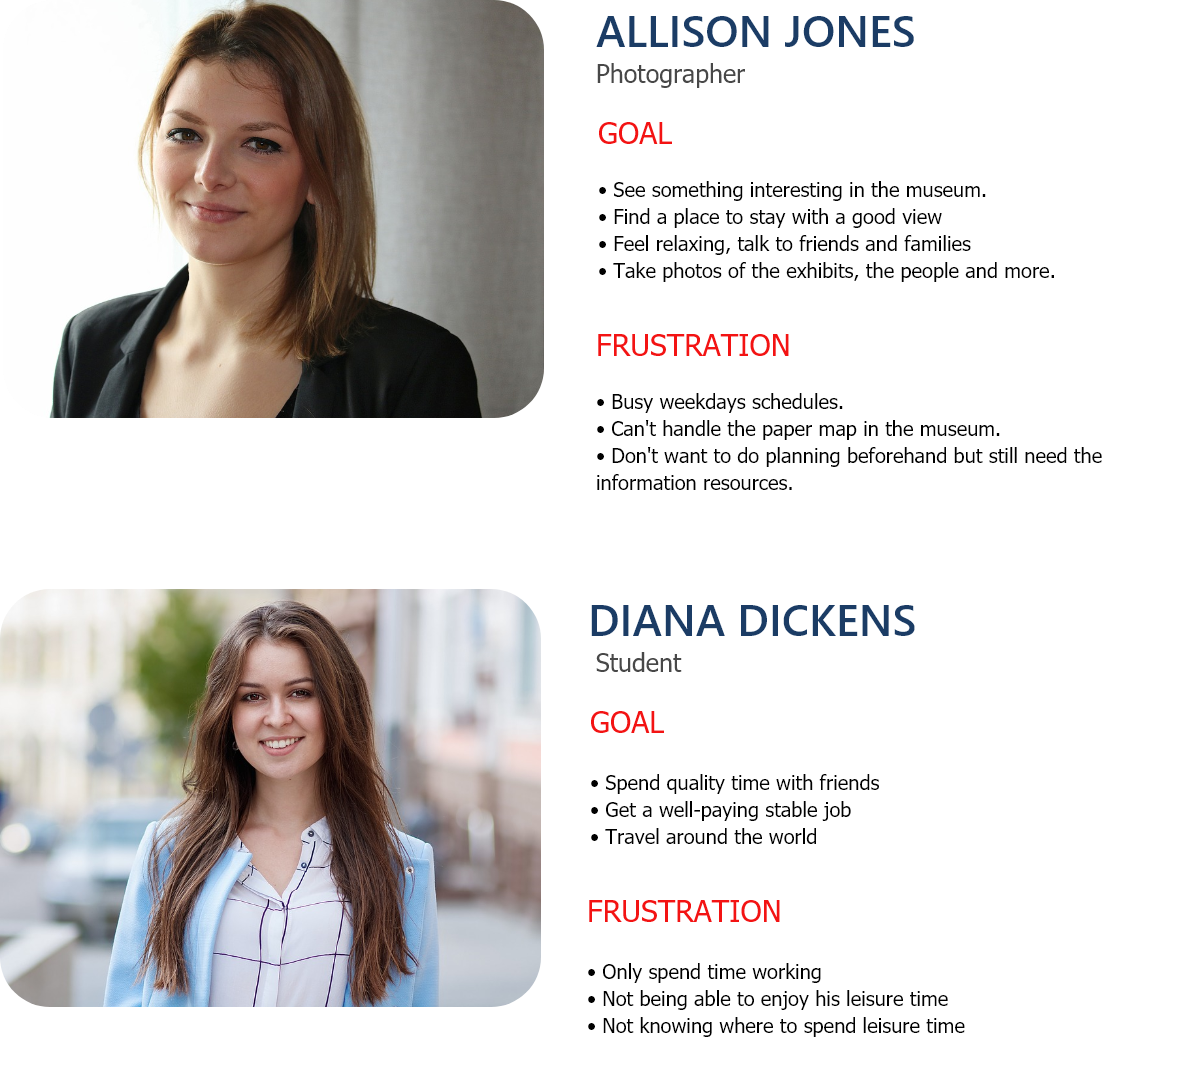 ALLISON JONES
Photographer
GOAL
• See something interesting in the museum.
• Find a place to stay with a good view
• Feel relaxing, talk to friends and families
• Take photos of the exhibits, the people and more.
FRUSTRATION
• Busy weekdays schedules.
• Can't handle the paper map in the museum.
• Don't want to do planning beforehand but still need the
information resources.
DIANA DICKENS
Student
GOAL
• Spend quality time with friends
• Get a well-paying stable job
• Travel around the world
FRUSTRATION
• Only spend time working
• Not being able to enjoy his leisure time
• Not knowing where to spend leisure time